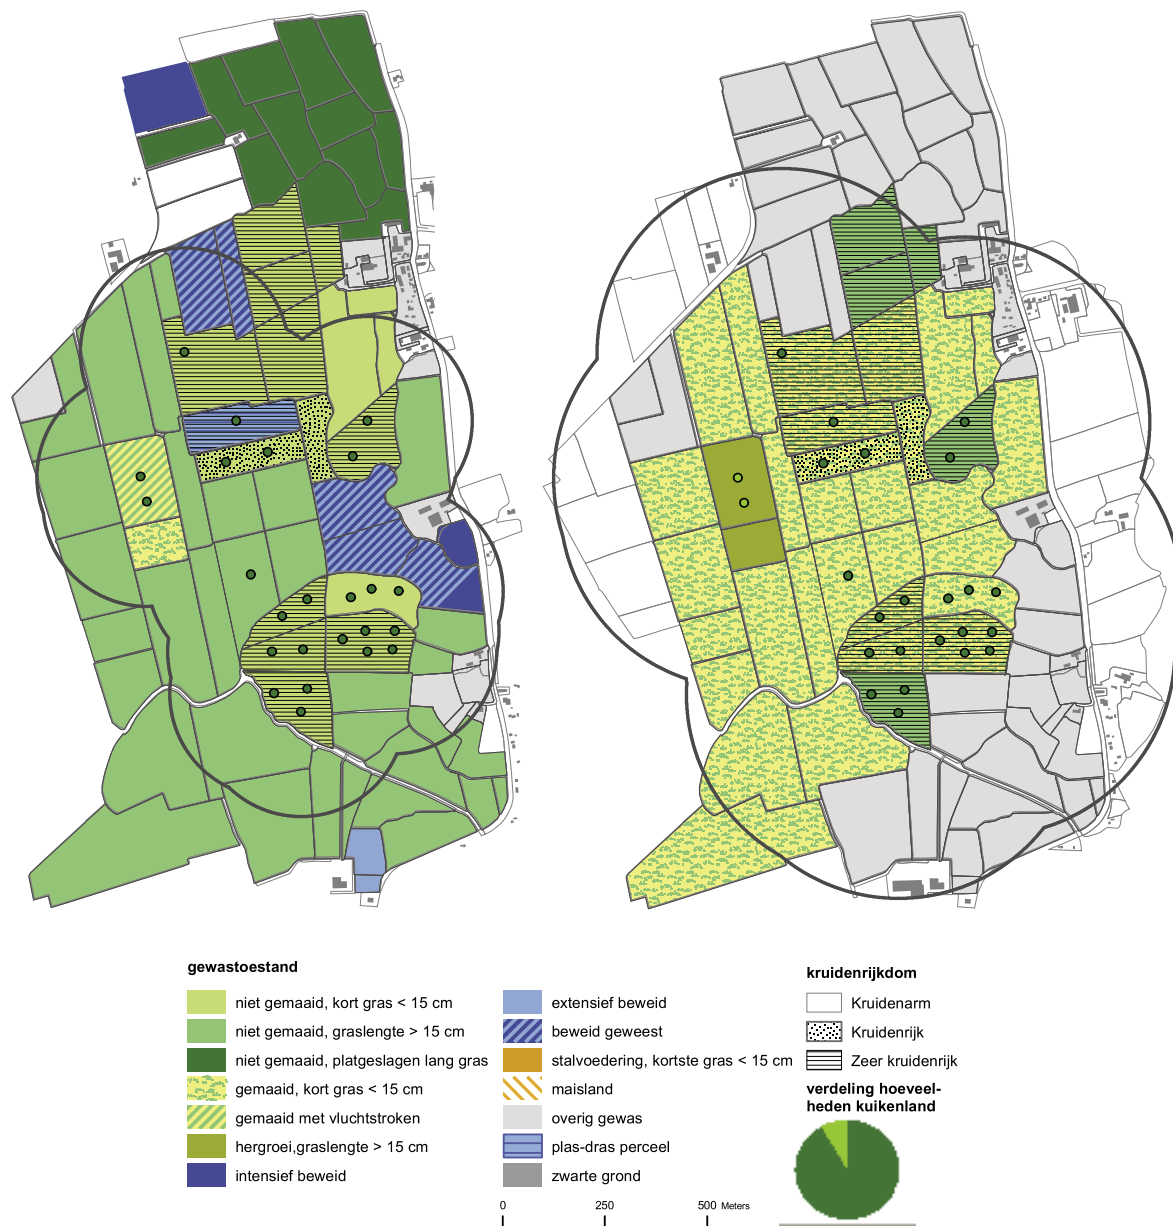 gewastoestand
niet gemaaid, kort gras < 15 cm
niet gemaaid, graslengte > 15 cm
niet gemaaid, platgeslagen lang gras
gemaaid, kort gras < 15 cm
gemaaid met vluchtstroken
hergroei,graslengte > 15 cm
intensief beweid
extensief beweid
beweid geweest
stalvoedering, kortste gras < 15 cm
maisland
overig gewas
plas-dras perceel
zwarte grond
kruidenrijkdom
Kruidenarm
Kruidenrijk
Zeer kruidenrijk
verdeling hoeveel-
heden kuikenland
0 250 500 Meters